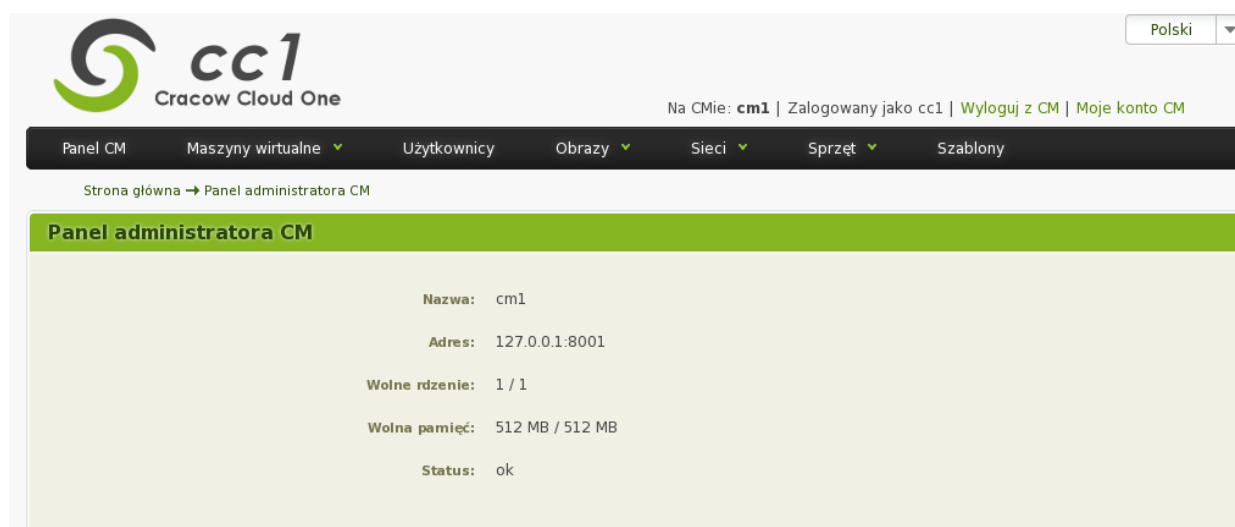 Polski
cc1
Cracow Cloud One
Na CMie: cm1 | Zalogowany jako cc1 | Wyloguj z CM | Moje konto CM
Panel CM Maszyny wirtualne Użytkownicy Obrazy Sieci Sprzęt Szablony
Strona główna → Panel administratora CM
Panel administratora CM
Nazwa: cm1
Adres: 127.0.0.1:8001
Wolne rdzenie: 1 / 1
Wolna pamięć: 512 MB / 512 MB
Status: ok